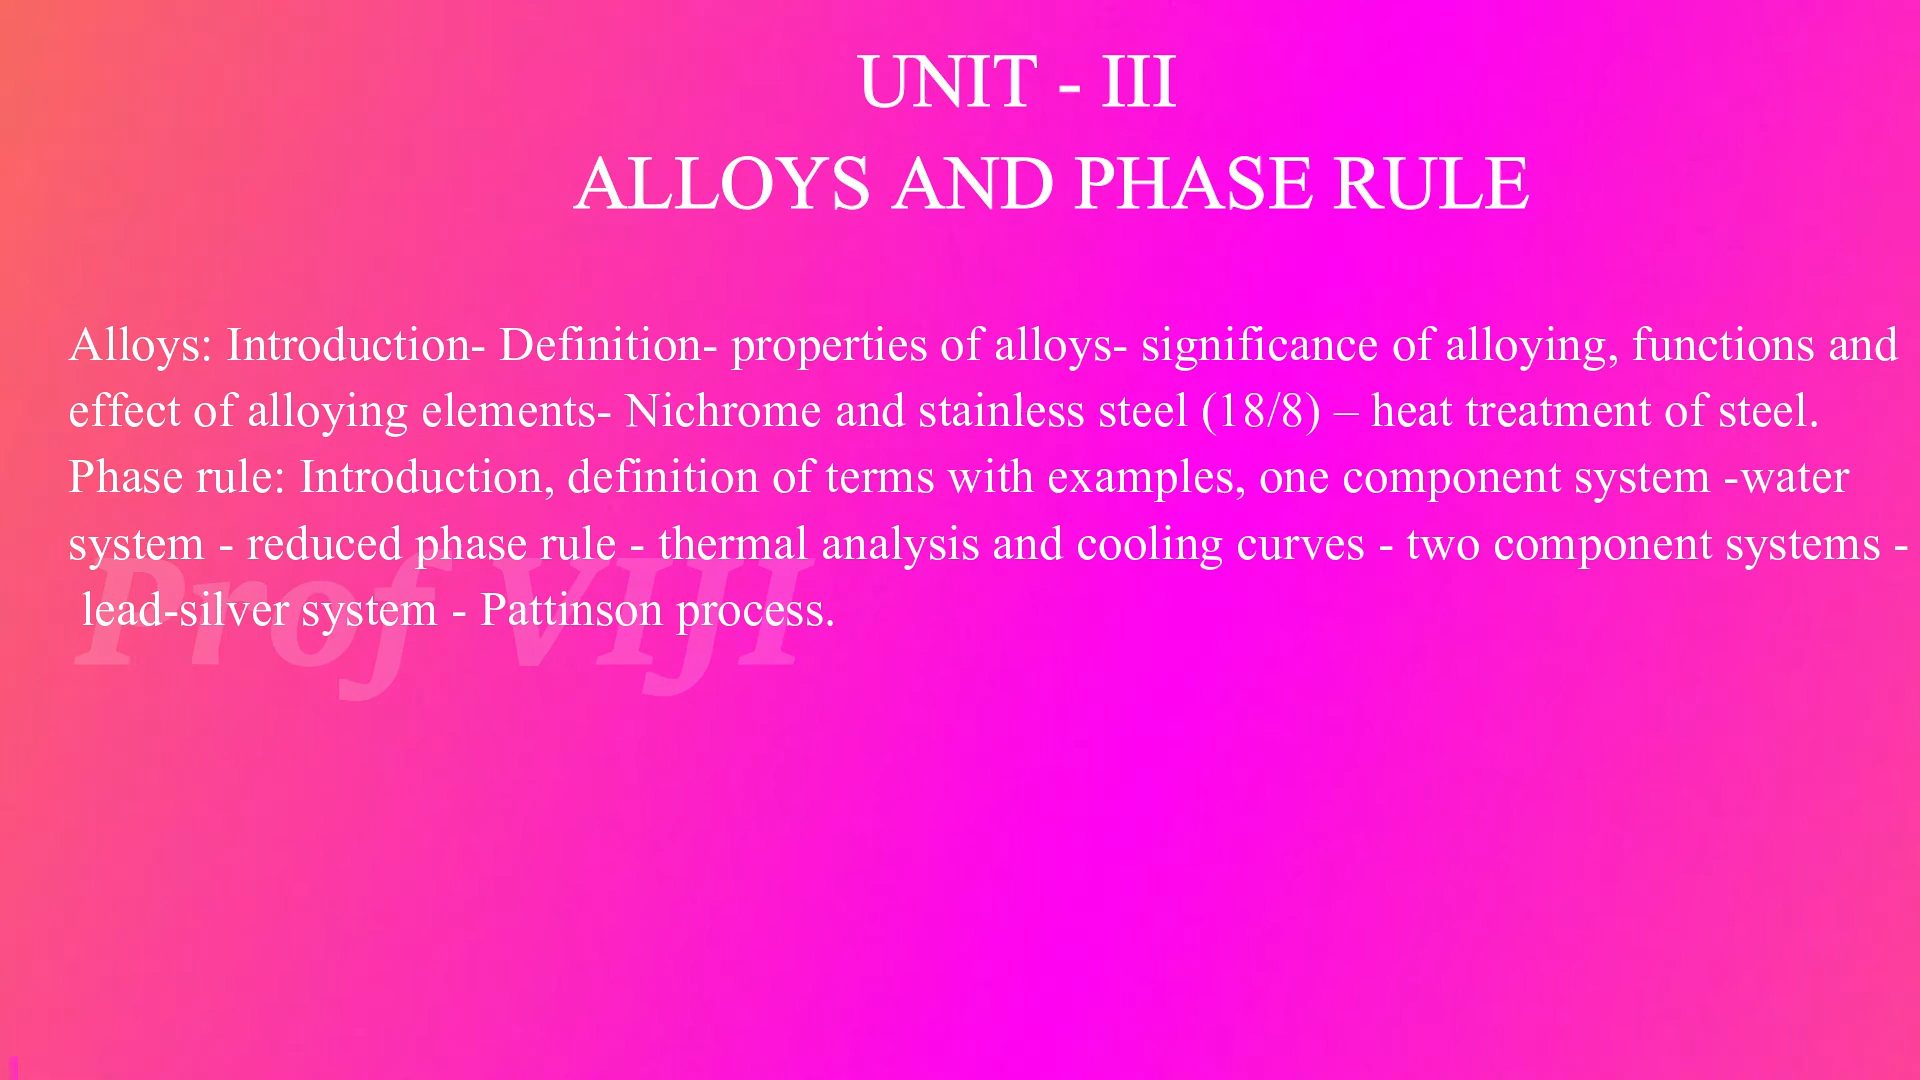 UNIT - III
ALLOYS AND PHASE RULE
Alloys: Introduction- Definition- properties of alloys- significance of alloying, functions and
effect of alloying elements- Nichrome and stainless steel (18/8) – heat treatment of steel.
Phase rule: Introduction, definition of terms with examples, one component system -water
system - reduced phase rule - thermal analysis and cooling curves - two component systems -
lead-silver system - Pattinson process.
Prof VIJI